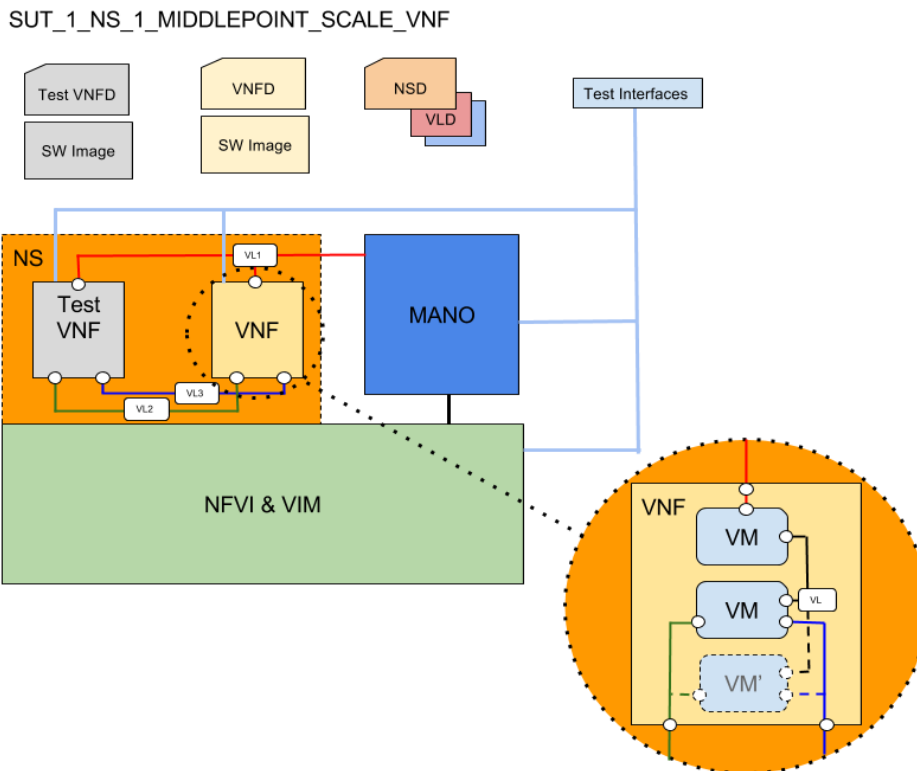 SUT_1_NS_1_MIDDLEPOINT_SCALE_VNF
Test VNFD
VNFD
NSD
Test Interfaces
VLD
SW Image
SW Image
NS
VL1
Test
VNF
VNF
MANO
VL3
VL2
NFVI & VIM
VNF
VM
VM
VL
VM'